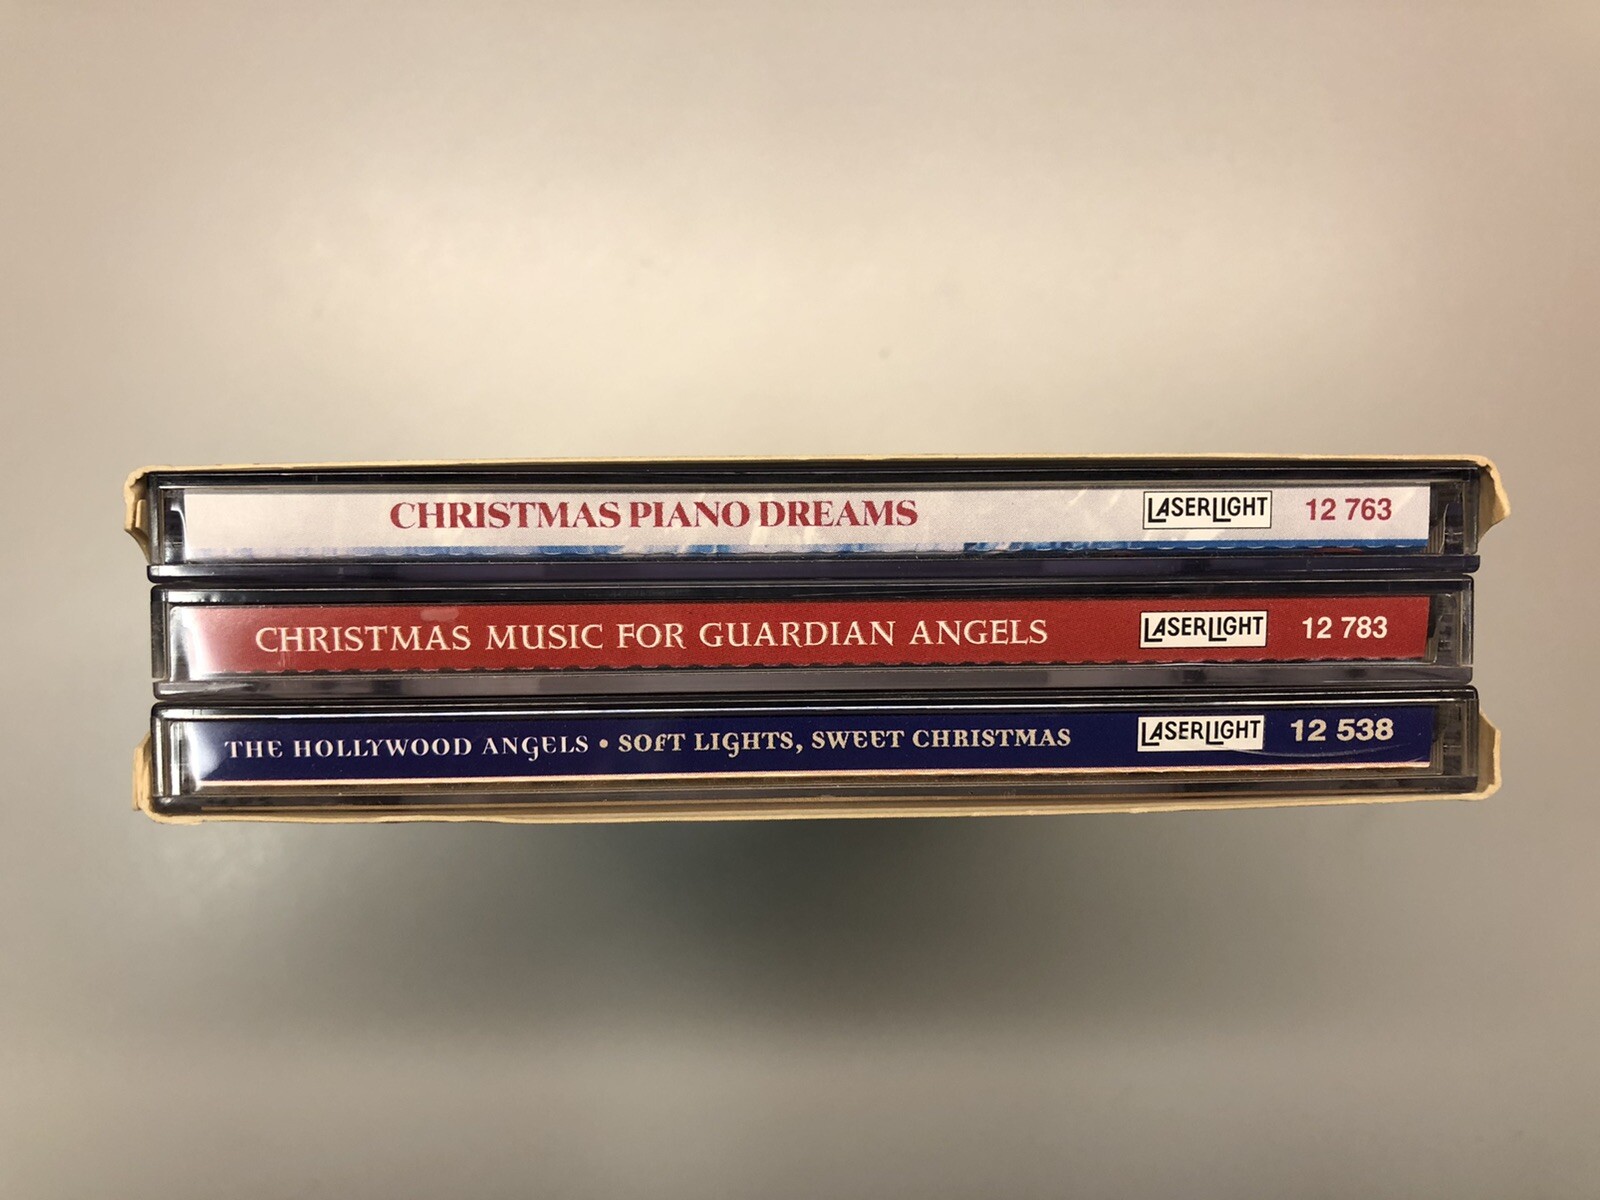 CHRISTMAS PIANO DREAMS LASERLIGHT 12 763
CHRISTMAS MUSIC FOR GUARDIAN ANGELS LASERLIGHT 12 783
THE HOLLYWOOD ANGELS • SOFT LIGHTS, SWEET CHRISTMAS LASERLIGHT 12 538